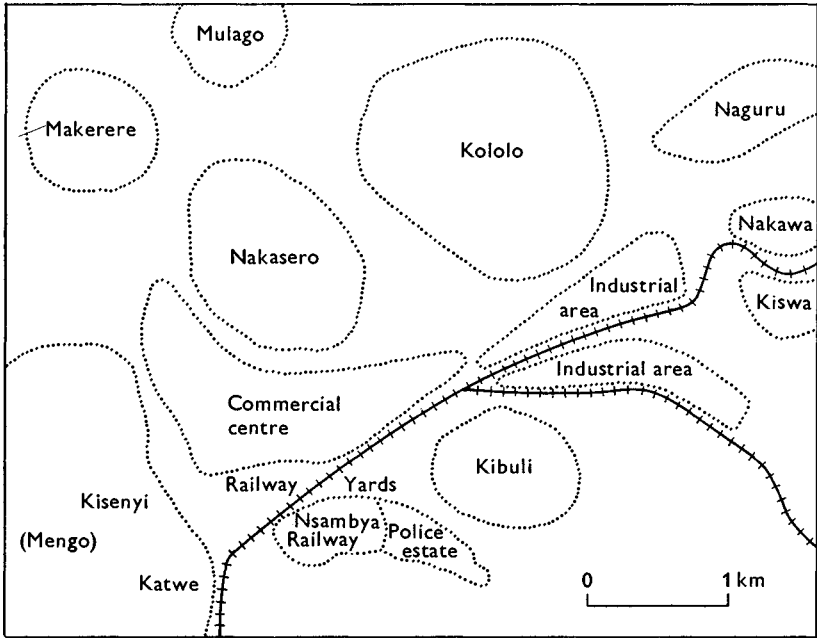 Mulago
Makerere
Naguru
Kololo
Nakawa
Nakasero
Industrial
area
Kiswa
Industrial area
Commercial
centre
Kibuli
Railway Yards
Kisenyi
(Mengo)
Nsambya
Railway
Police
estate
Katwe
0 1 km